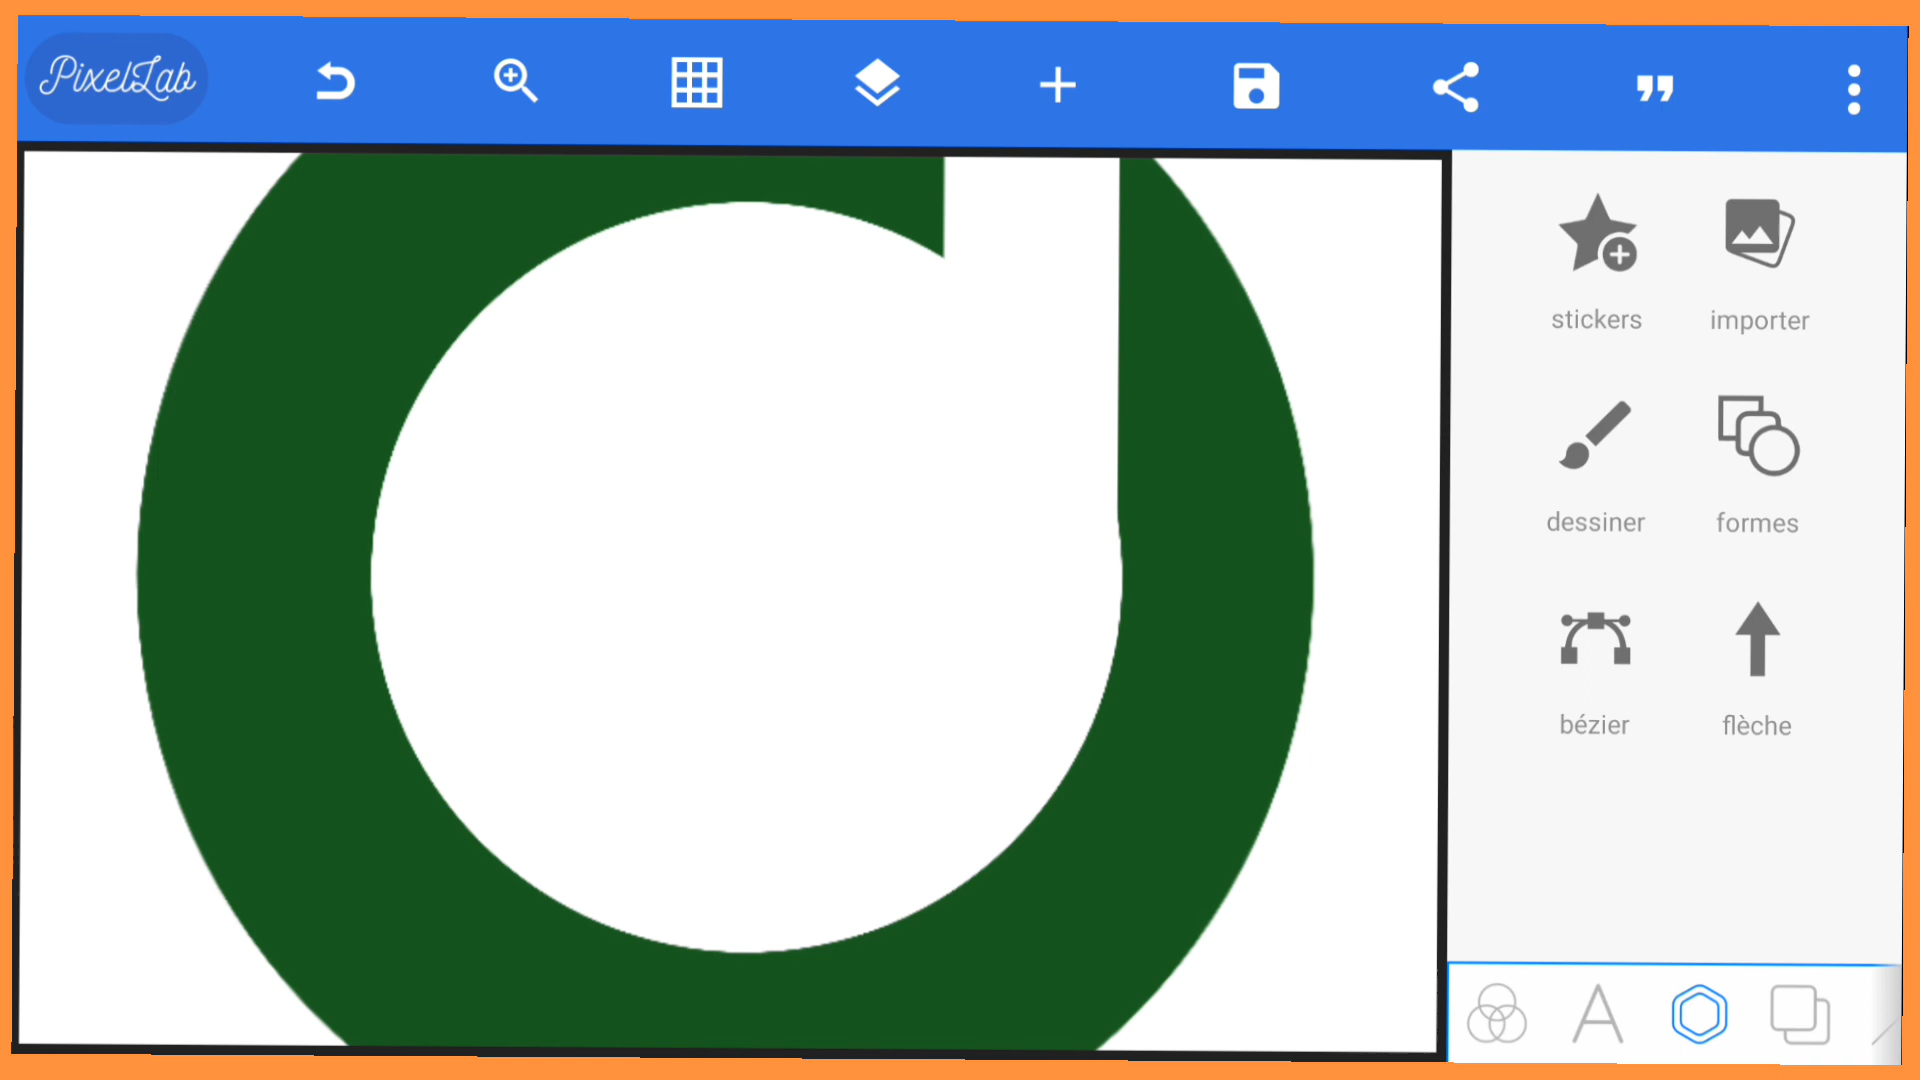 PixelLab
stickers
importer
dessiner
formes
bézier
flèche